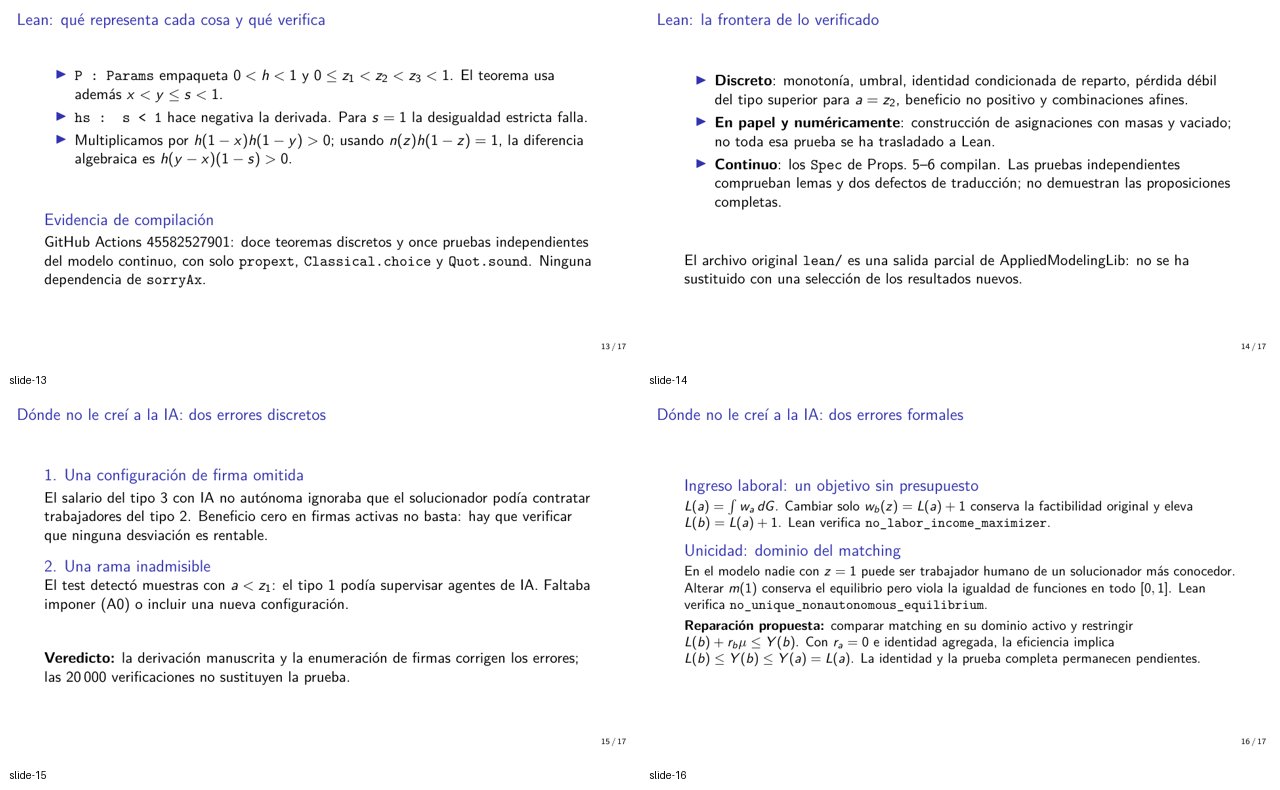 Lean: qué representa cada cosa y qué verifica
▶ P : Params empaqueta 0 < h < 1 y 0 ≤ z₁ < z₂ < z₃ < 1. El teorema usa
además x < y ≤ s < 1.
▶ hs : s < 1 hace negativa la derivada. Para s = 1 la desigualdad estricta falla.
▶ Multiplicamos por h(1 − x)h(1 − y) > 0; usando n(z)h(1 − z) = 1, la diferencia
algebraica es h(y − x)(1 − s) > 0.
Evidencia de compilación
GitHub Actions 45582527901: doce teoremas discretos y once pruebas independientes
del modelo continuo, con solo propext, Classical.choice y Quot.sound. Ninguna
dependencia de sorryAx.
13 / 17
slide-13
Lean: la frontera de lo verificado
▶ Discreto: monotonía, umbral, identidad condicionada de reparto, pérdida débil
del tipo superior para a = z₂, beneficio no positivo y combinaciones afines.
▶ En papel y numéricamente: construcción de asignaciones con masas y vaciado;
no toda esa prueba se ha trasladado a Lean.
▶ Continuo: los Spec de Props. 5–6 compilan. Las pruebas independientes
comprueban lemas y dos defectos de traducción; no demuestran las proposiciones
completas.
El archivo original lean/ es una salida parcial de AppliedModelingLib: no se ha
sustituido con una selección de los resultados nuevos.
14 / 17
slide-14
Dónde no le creí a la IA: dos errores discretos
1. Una configuración de firma omitida
El salario del tipo 3 con IA no autónoma ignoraba que el solucionador podía contratar
trabajadores del tipo 2. Beneficio cero en firmas activas no basta: hay que verificar
que ninguna desviación es rentable.
2. Una rama inadmisible
El test detectó muestras con a < z₁: el tipo 1 podía supervisar agentes de IA. Faltaba
imponer (A0) o incluir una nueva configuración.
Veredicto: la derivación manuscrita y la enumeración de firmas corrigen los errores;
las 20 000 verificaciones no sustituyen la prueba.
15 / 17
slide-15
Dónde no le creí a la IA: dos errores formales
Ingreso laboral: un objetivo sin presupuesto
L(a) = ∫ wₐ dG. Cambiar solo w_b(z) = L(a) + 1 conserva la factibilidad original y eleva
L(b) = L(a) + 1. Lean verifica no_labor_income_maximizer.
Unicidad: dominio del matching
En el modelo nadie con z = 1 puede ser trabajador humano de un solucionador más conocedor.
Alterar m(1) conserva el equilibrio pero viola la igualdad de funciones en todo [0, 1]. Lean
verifica no_unique_nonautonomous_equilibrium.
Reparación propuesta: comparar matching en su dominio activo y restringir
L(b) + r_bμ ≤ Y(b). Con rₐ = 0 e identidad agregada, la eficiencia implica
L(b) ≤ Y(b) ≤ Y(a) = L(a). La identidad y la prueba completa permanecen pendientes.
16 / 17
slide-16